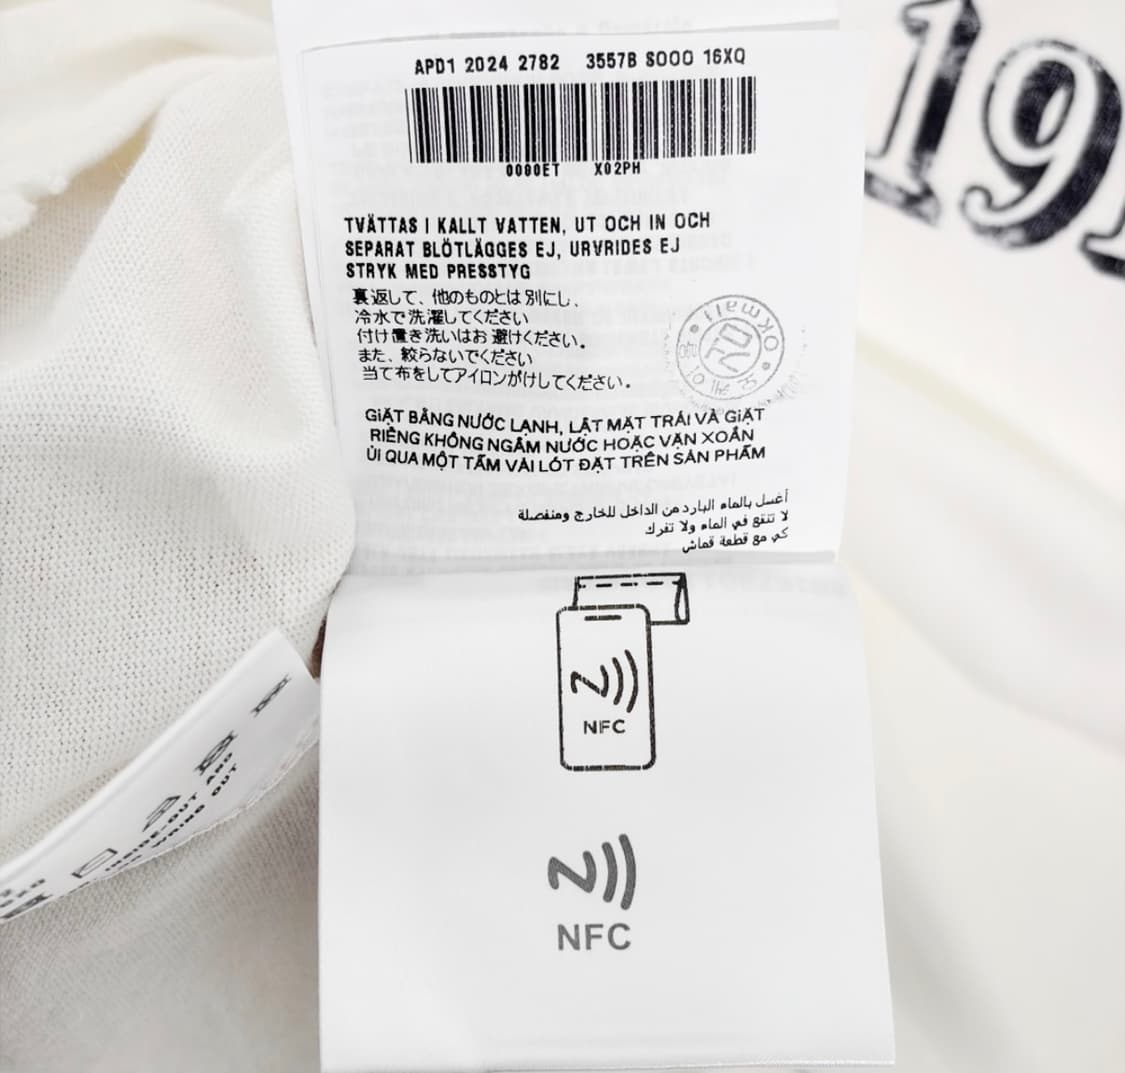 APD1 2024 2782 3557B S000 16XQ
0000ET X02PH
TVÄTTAS I KALLT VATTEN, UT OCH IN OCH
SEPARAT BLÖTLÄGGES EJ, URVRIDES EJ
STRYK MED PRESSTYG
裏返して、他のものとは別にし、
冷水で洗濯してください
付け置き洗いはお避けください。
また、絞らないでください
当て布をしてアイロンがけしてください。
GIẶT BẰNG NƯỚC LẠNH, LẬT MẶT TRÁI VÀ GIẶT
RIÊNG KHÔNG NGÂM NƯỚC HOẶC VẶN XOẮN
ỦI QUA MỘT TẤM VẢI LÓT ĐẶT TRÊN SẢN PHẨM
أغسل بالماء البارد من الداخل للخارج ومنفصلة
لا تنقع في الماء ولا تفرك
كي مع قطعة قماش
NFC
NFC
INSIDE-OUT AND
WRING OUT
okmall
19